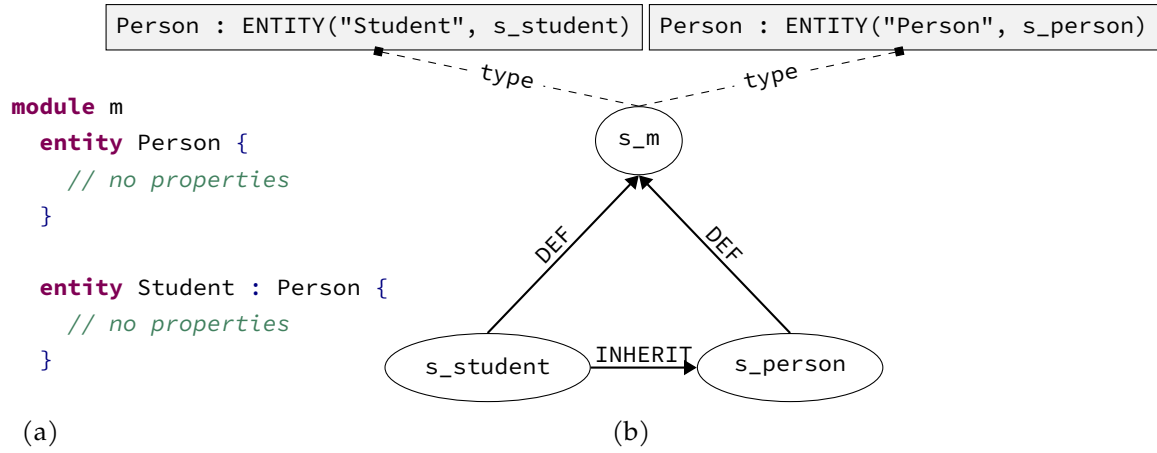 Person : ENTITY("Student", s_student)
Person : ENTITY("Person", s_person)
type
type
module m
entity Person {
// no properties
}
entity Student : Person {
// no properties
}
s_m
DEF
DEF
s_student
INHERIT
s_person
(a)
(b)